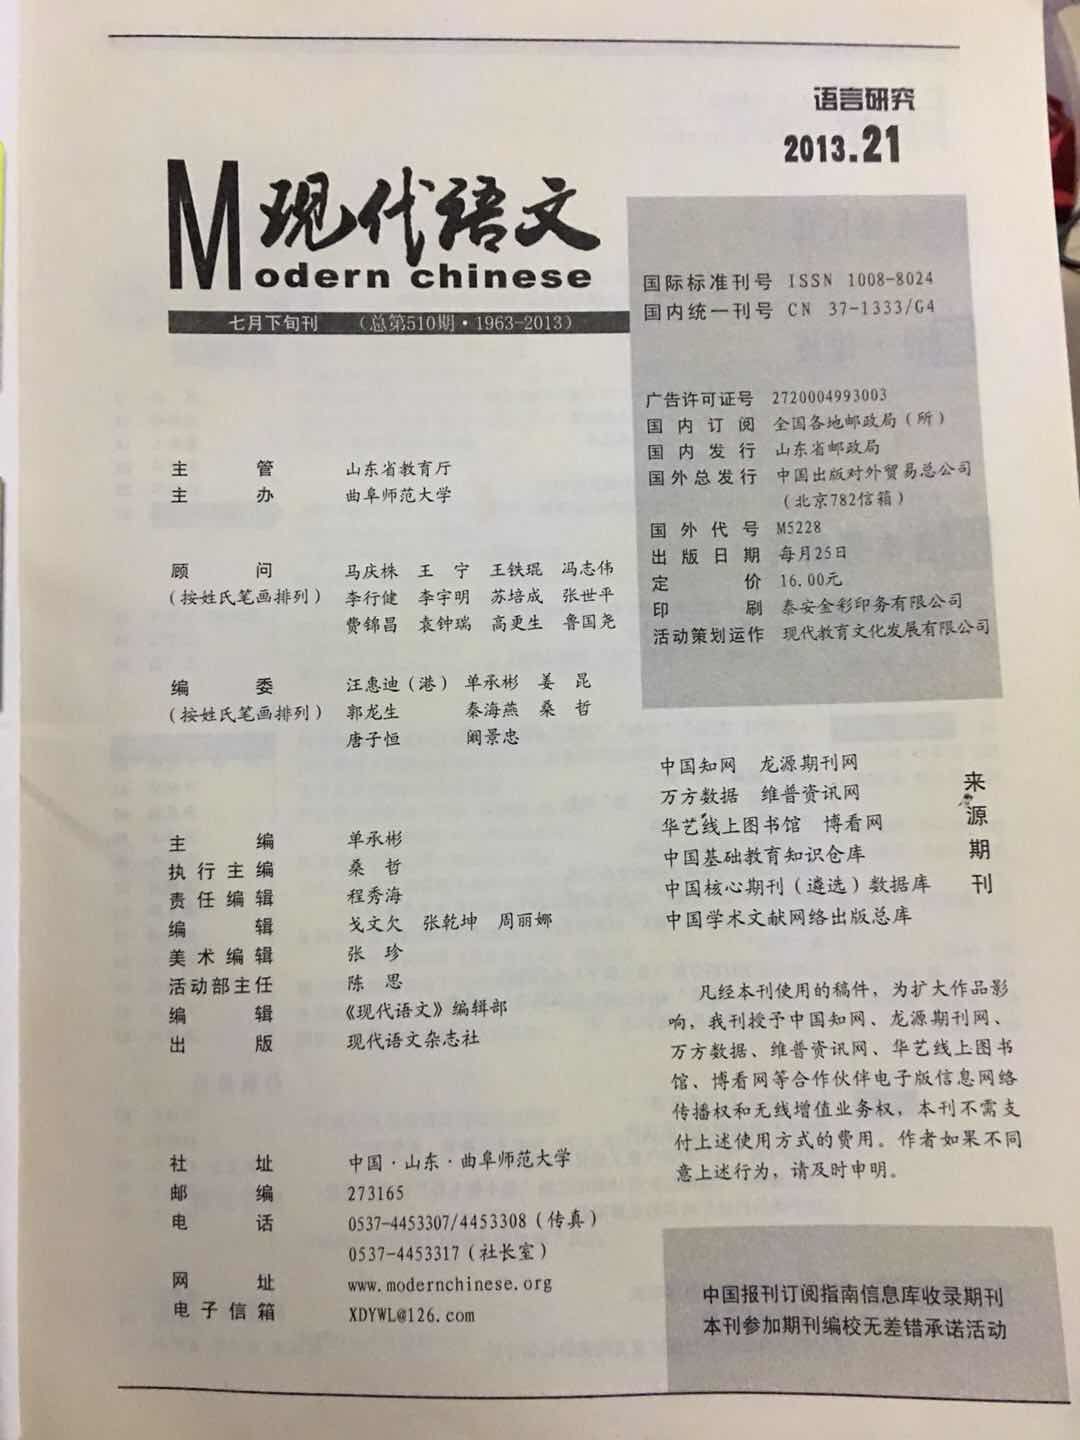 语言研究
2013.21
现代语文
Modern chinese
七月下旬刊 （总第510期·1963-2013）
国际标准刊号 ISSN 1008-8024
国内统一刊号 CN 37-1333/G4
广告许可证号 2720004993003
国内订阅 全国各地邮政局（所）
国内发行 山东省邮政局
国外总发行 中国出版对外贸易总公司
（北京782信箱）
国外代号 M5228
出版日期 每月25日
定价 16.00元
印刷 泰安金彩印务有限公司
活动策划运作 现代教育文化发展有限公司
主管 山东省教育厅
主办 曲阜师范大学
顾问 马庆株 王宁 王铁琨 冯志伟
（按姓氏笔画排列） 李行健 李宇明 苏培成 张世平
费锦昌 袁钟瑞 高更生 鲁国尧
编委 汪惠迪（港） 单承彬 姜昆
（按姓氏笔画排列） 郭龙生 秦海燕 桑哲
唐子恒 阚景忠
主编 单承彬
执行主编 桑哲
责任编辑 程秀海
编辑 戈文欠 张乾坤 周丽娜
美术编辑 张珍
活动部主任 陈思
编辑 《现代语文》编辑部
出版 现代语文杂志社
社址 中国·山东·曲阜师范大学
邮编 273165
电话 0537-4453307/4453308（传真）
0537-4453317（社长室）
网址 www.modernchinese.org
电子信箱 XDYWL@126.com
来源期刊
中国知网 龙源期刊网
万方数据 维普资讯网
华艺线上图书馆 博看网
中国基础教育知识仓库
中国核心期刊（遴选）数据库
中国学术文献网络出版总库
凡经本刊使用的稿件，为扩大作品影
响，我刊授予中国知网、龙源期刊网、
万方数据、维普资讯网、华艺线上图书
馆、博看网等合作伙伴电子版信息网络
传播权和无线增值业务权，本刊不需支
付上述使用方式的费用。作者如果不同
意上述行为，请及时申明。
中国报刊订阅指南信息库收录期刊
本刊参加期刊编校无差错承诺活动